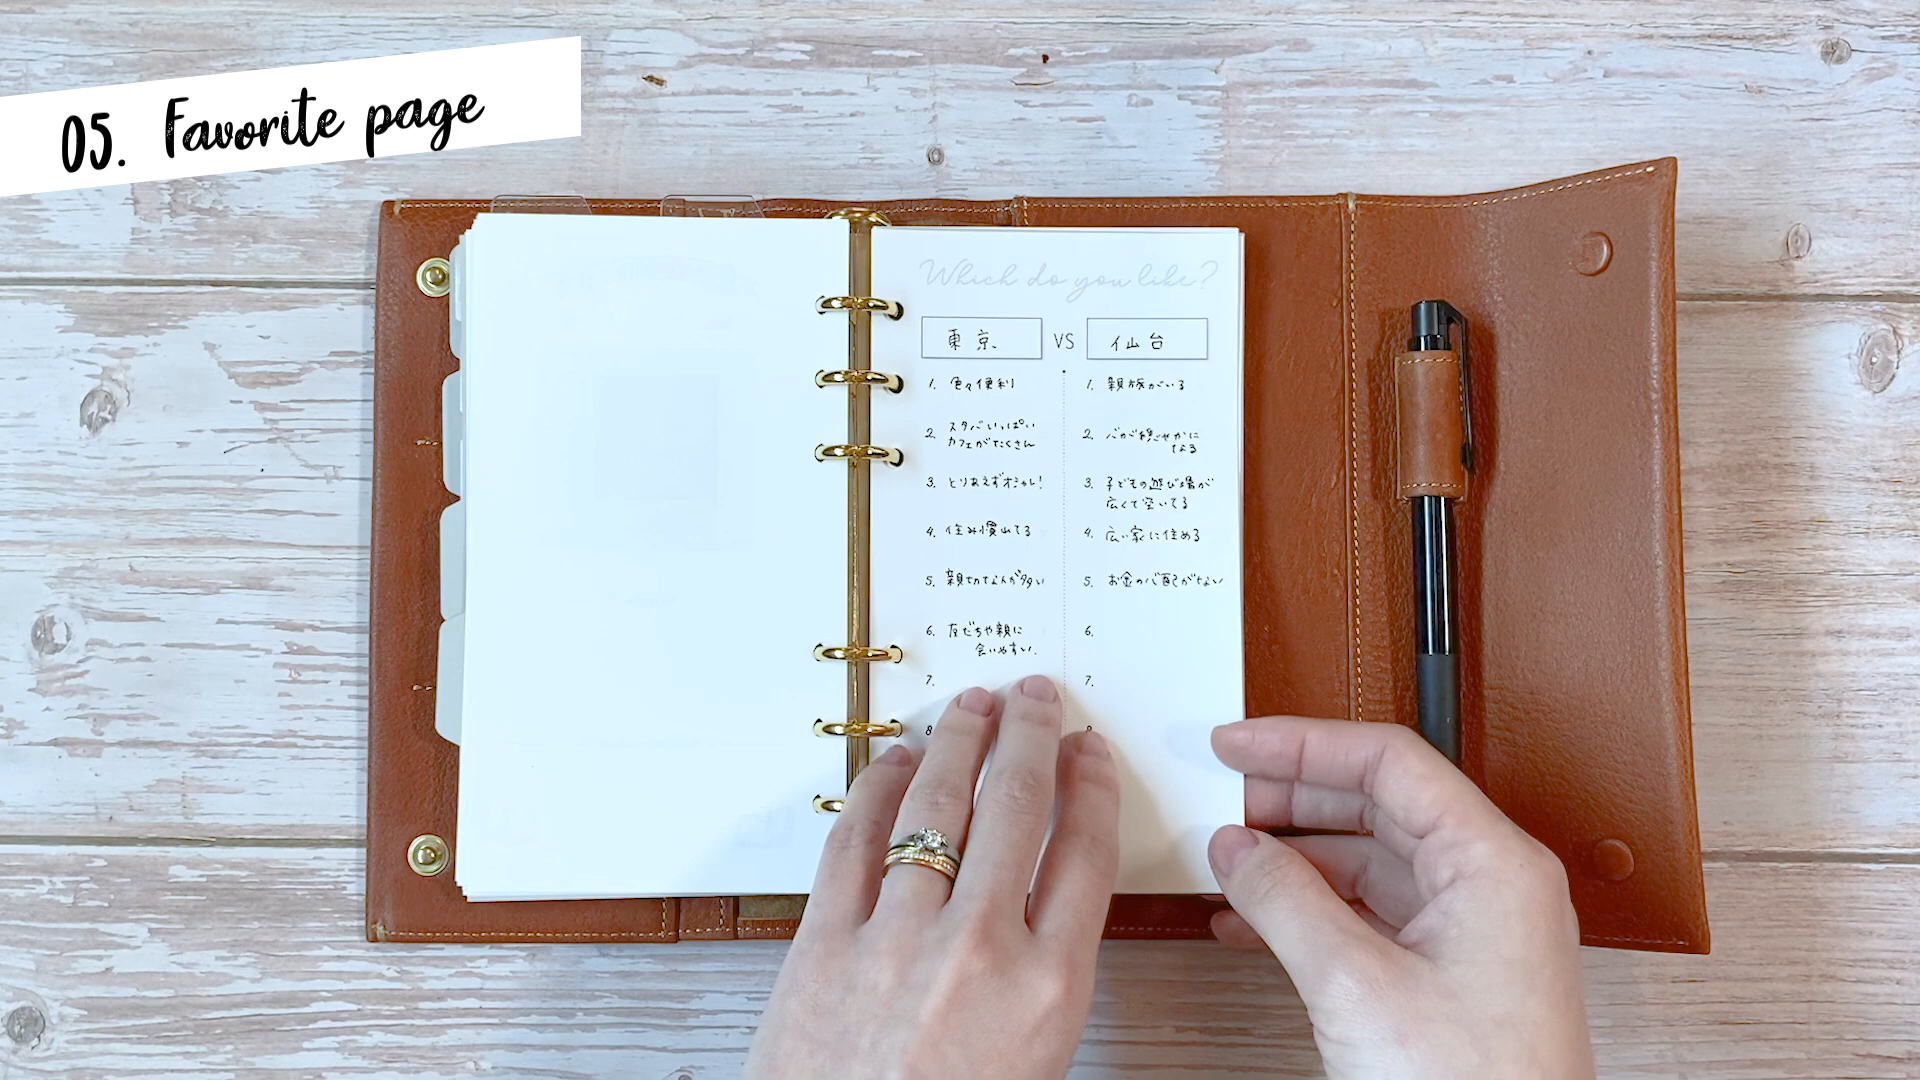 05. Favorite page
Which do you like?
東京 VS 仙台
1. 色々便利
2. スタバいっぱい
カフェがたくさん
3. とりあえずオシャレ!
4. 住み慣れてる
5. 親切な人が多い
6. 友だちや親に
会いやすい.
7.
8
1. 親族がいる
2. 心が穏やかに
なる
3. 子どもの遊び場が
広くて空いてる
4. 広い家に住める
5. お金の心配がない
6.
7.